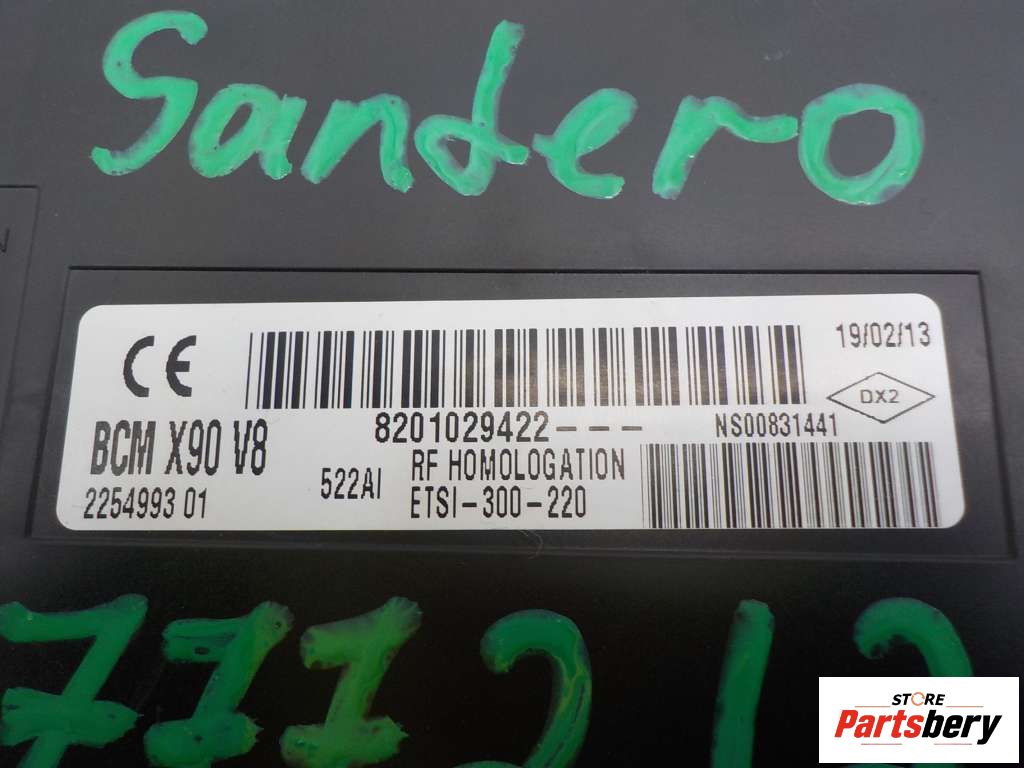 Sandero
CE
19/02/13
DX2
8201029422---
NS00831441
BCM X90 V8
522AI
RF HOMOLOGATION
2254993 01
ETSI-300-220
STORE
Partsbery